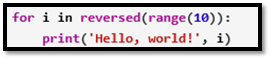 for i in reversed(range(10)):
    print('Hello, world!', i)